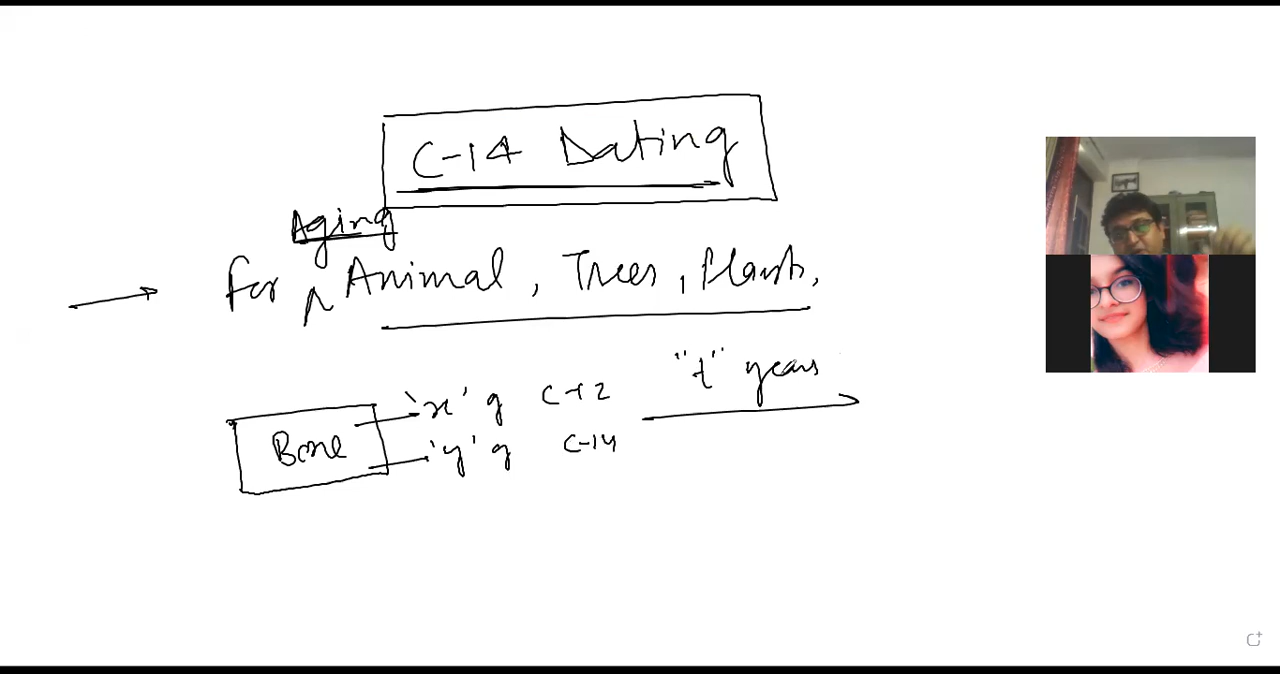 C-14 Dating
Aging
for Animal, Trees, Plants,
"t" years
'x' g C-12
Bone
'y' g C-14